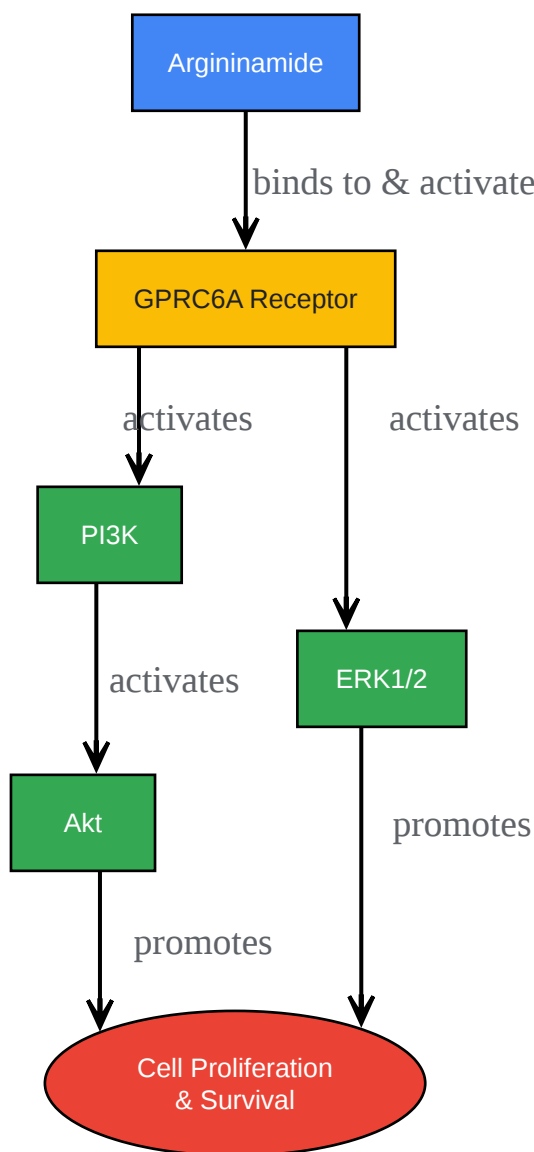 Argininamide
binds to & activate
GPRC6A Receptor
activates
activates
PI3K
activates
ERK1/2
Akt
promotes
promotes
Cell Proliferation
& Survival